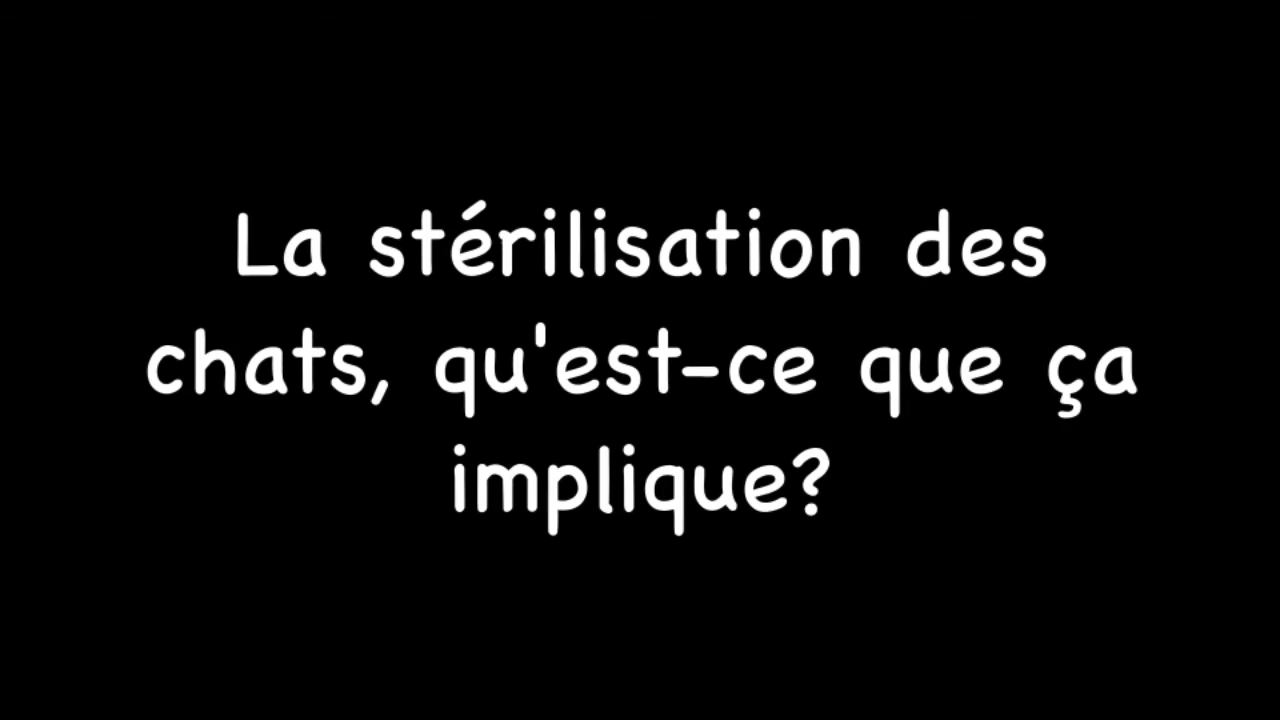 La stérilisation des
chats, qu'est-ce que ça
implique?